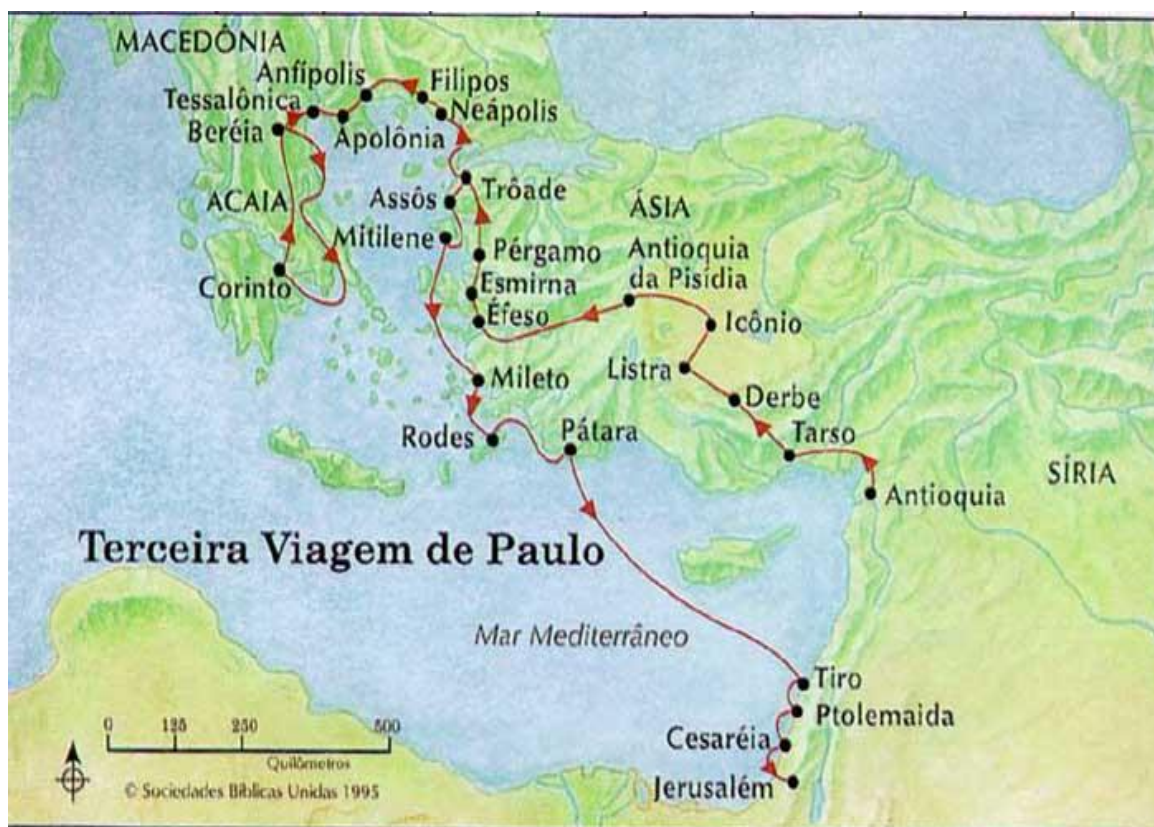 MACEDÔNIA
Anfípolis
Filipos
Tessalônica
Neápolis
Beréia
Apolônia
Trôade
ACAIA
Assôs
ÁSIA
Mitilene
Pérgamo
Antioquia
da Pisídia
Corinto
Esmirna
Éfeso
Icônio
Listra
Mileto
Derbe
Rodes
Pátara
Tarso
SÍRIA
Antioquia
Terceira Viagem de Paulo
Mar Mediterrâneo
Tiro
Ptolemaida
0 125 250 500
Cesaréia
Quilômetros
Jerusalém
© Sociedades Bíblicas Unidas 1995